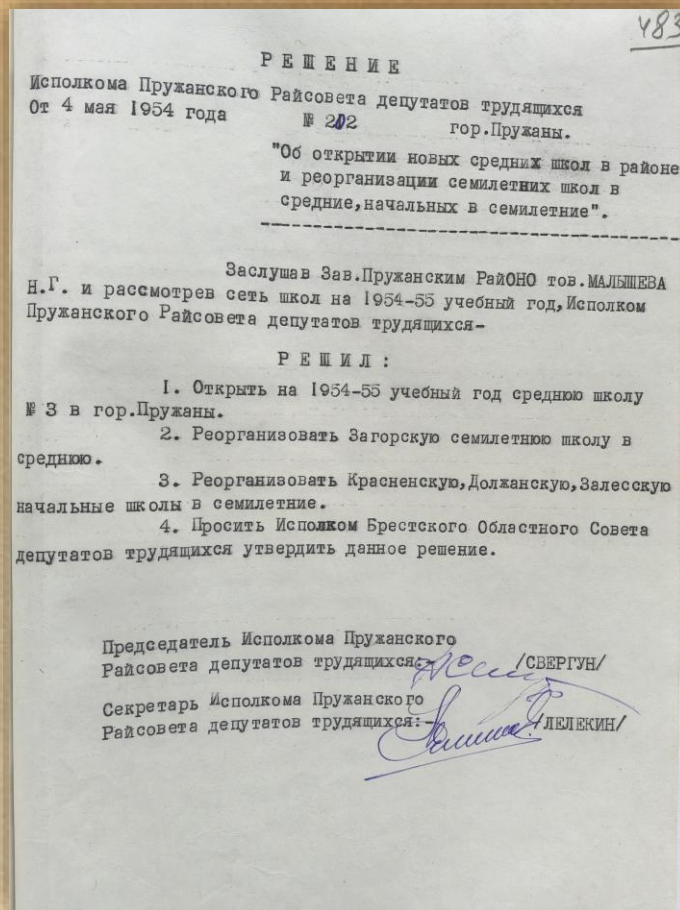 483
РЕШЕНИЕ
Исполкома Пружанского Райсовета депутатов трудящихся
От 4 мая 1954 года № 202 гор.Пружаны.
"Об открытии новых средних школ в районе
и реорганизации семилетних школ в
средние,начальных в семилетние".
Заслушав Зав.Пружанским РайОНО тов.МАЛЫШЕВА
Н.Г. и рассмотрев сеть школ на 1954-55 учебный год,Исполком
Пружанского Райсовета депутатов трудящихся-
РЕШИЛ:
1. Открыть на 1954-55 учебный год среднюю школу
№ 3 в гор.Пружаны.
2. Реорганизовать Загорскую семилетнюю школу в
среднюю.
3. Реорганизовать Красненскую,Должанскую,Залесскую
начальные школы в семилетние.
4. Просить Исполком Брестского Областного Совета
депутатов трудящихся утвердить данное решение.
Председатель Исполкома Пружанского
Райсовета депутатов трудящихся:- /СВЕРГУН/
Секретарь Исполкома Пружанского
Райсовета депутатов трудящихся:- /ЛЕЛЕКИН/